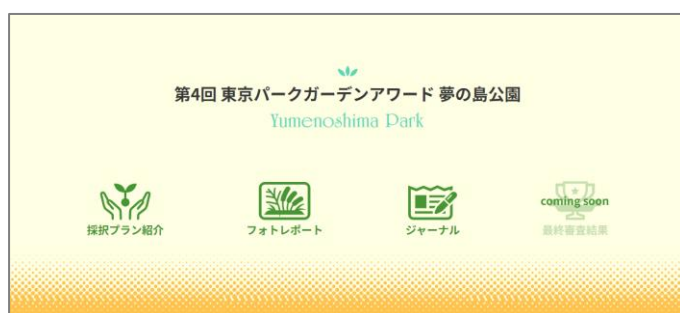 第4回 東京パークガーデンアワード 夢の島公園
Yumenoshima Park
採択プラン紹介
フォトレポート
ジャーナル
coming soon
最終審査結果